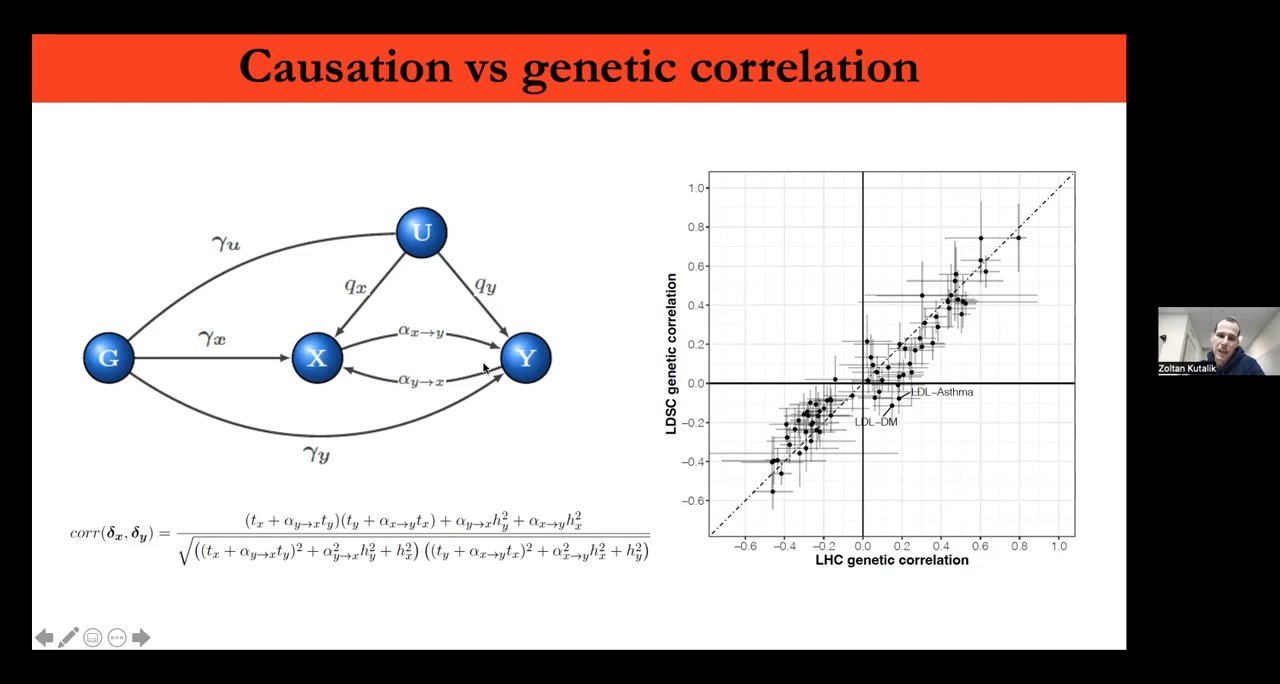 Causation vs genetic correlation
U
γu
qx
qy
γx
αx→y
G
X
Y
αy→x
γy
corr(δx, δy) = (tx + αy→x ty)(ty + αx→y tx) + αy→x h²y + αx→y h²x
√((tx + αy→x ty)² + α²y→x h²y + h²x) ((ty + αx→y tx)² + α²x→y h²x + h²y)
LDSC genetic correlation
1.0
0.8
0.6
0.4
0.2
0.0
−0.2
−0.4
−0.6
LDL−Asthma
LDL−DM
−0.6 −0.4 −0.2 0.0 0.2 0.4 0.6 0.8 1.0
LHC genetic correlation
Zoltan Kutalik